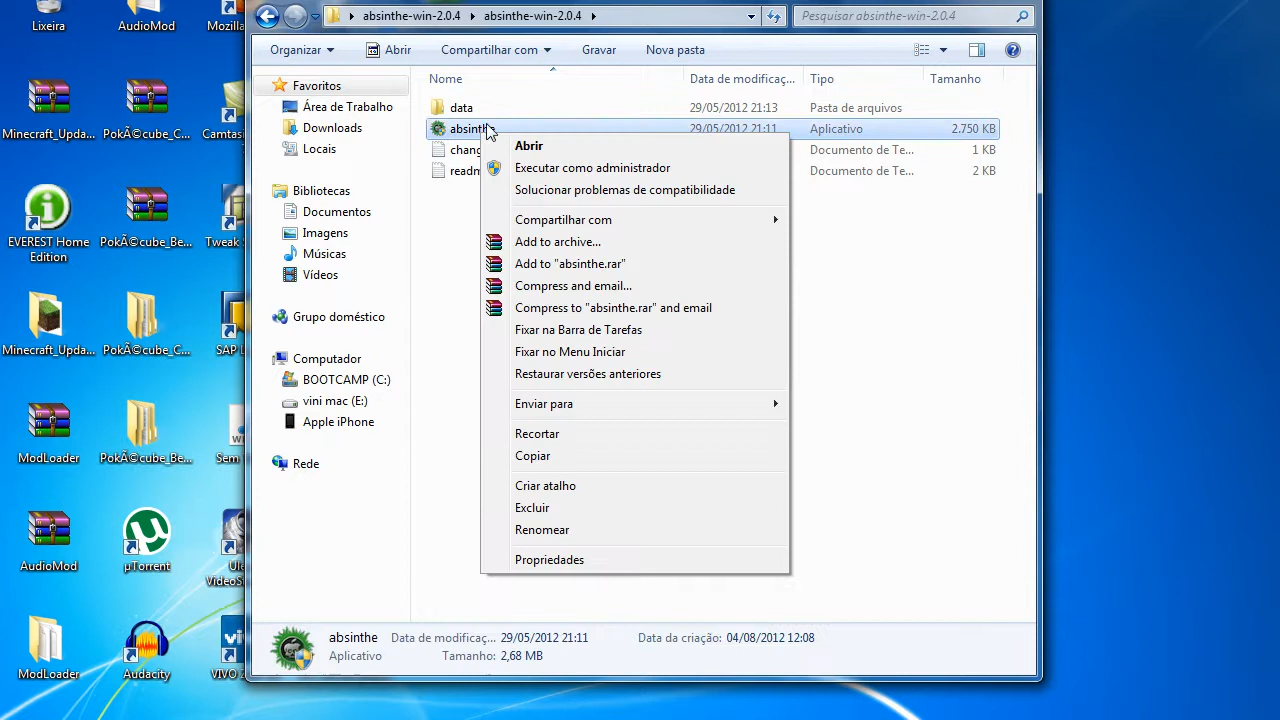 Lixeira
AudioMod
Mozill
Minecraft_Upda...
PokÃ©cube_C...
Camtas
EVEREST Home
Edition
PokÃ©cube_Be...
Tweak S
Minecraft_Upda...
PokÃ©cube_C...
SAP L
ModLoader
PokÃ©cube_Be...
Sem
AudioMod
µTorrent
Ule
VideoS
ModLoader
Audacity
VIVO
absinthe-win-2.0.4
absinthe-win-2.0.4
Pesquisar absinthe-win-2.0.4
Organizar
Abrir
Compartilhar com
Gravar
Nova pasta
Favoritos
Área de Trabalho
Downloads
Locais
Bibliotecas
Documentos
Imagens
Músicas
Vídeos
Grupo doméstico
Computador
BOOTCAMP (C:)
vini mac (E:)
Apple iPhone
Rede
Nome
Data de modificaç...
Tipo
Tamanho
data
29/05/2012 21:13
Pasta de arquivos
absinthe
29/05/2012 21:11
Aplicativo
2.750 KB
chang
Documento de Te...
1 KB
readm
Documento de Te...
2 KB
Abrir
Executar como administrador
Solucionar problemas de compatibilidade
Compartilhar com
Add to archive...
Add to "absinthe.rar"
Compress and email...
Compress to "absinthe.rar" and email
Fixar na Barra de Tarefas
Fixar no Menu Iniciar
Restaurar versões anteriores
Enviar para
Recortar
Copiar
Criar atalho
Excluir
Renomear
Propriedades
absinthe
Data de modificaç... 29/05/2012 21:11
Data da criação: 04/08/2012 12:08
Aplicativo
Tamanho: 2,68 MB